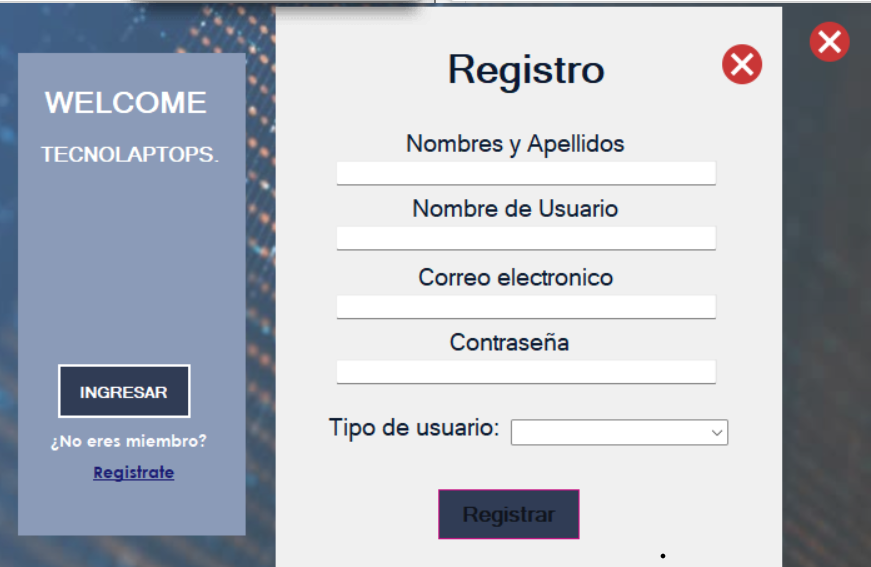 WELCOME
TECNOLAPTOPS.
INGRESAR
¿No eres miembro?
Registrate
Registro
Nombres y Apellidos
Nombre de Usuario
Correo electronico
Contraseña
Tipo de usuario:
Registrar